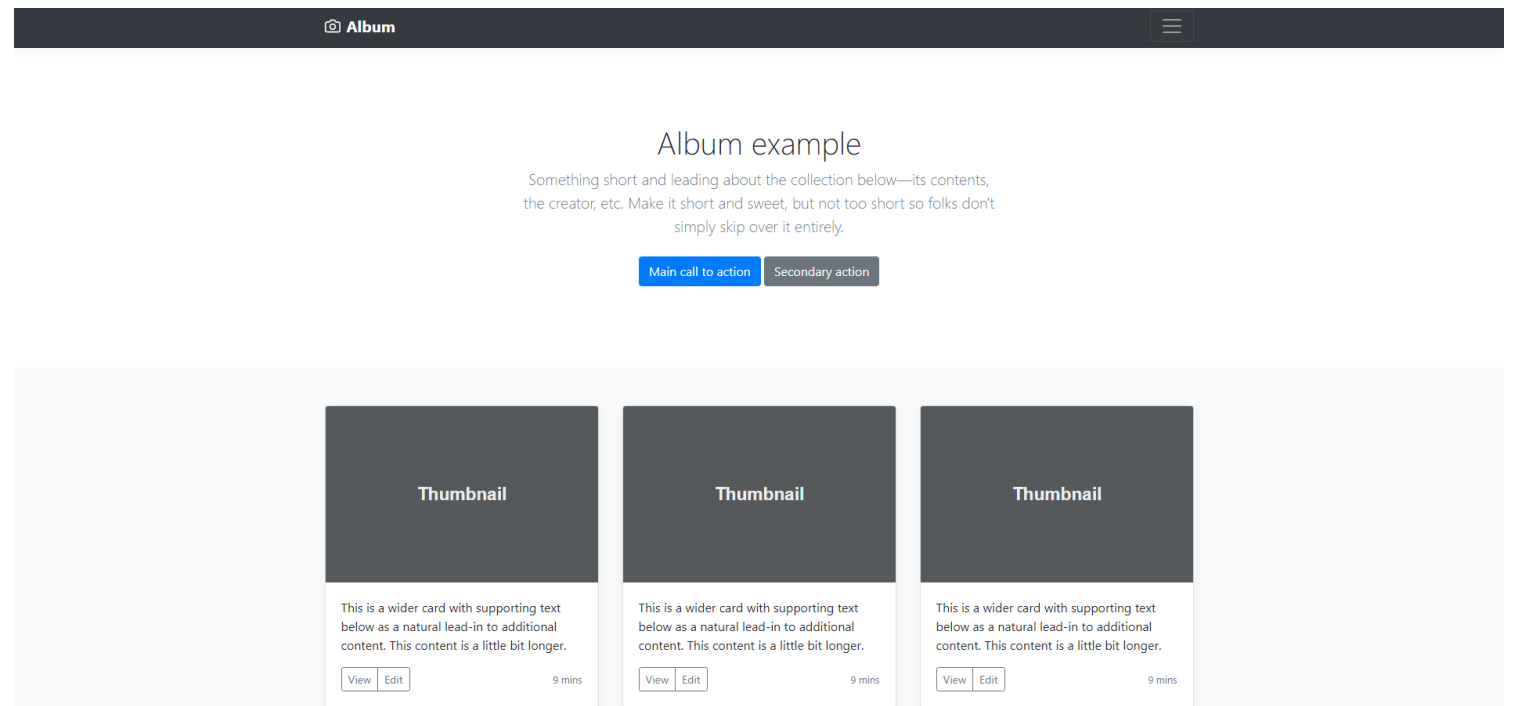 Album
Album example
Something short and leading about the collection below—its contents,
the creator, etc. Make it short and sweet, but not too short so folks don't
simply skip over it entirely.
Main call to action Secondary action
Thumbnail
This is a wider card with supporting text
below as a natural lead-in to additional
content. This content is a little bit longer.
View Edit 9 mins
Thumbnail
This is a wider card with supporting text
below as a natural lead-in to additional
content. This content is a little bit longer.
View Edit 9 mins
Thumbnail
This is a wider card with supporting text
below as a natural lead-in to additional
content. This content is a little bit longer.
View Edit 9 mins